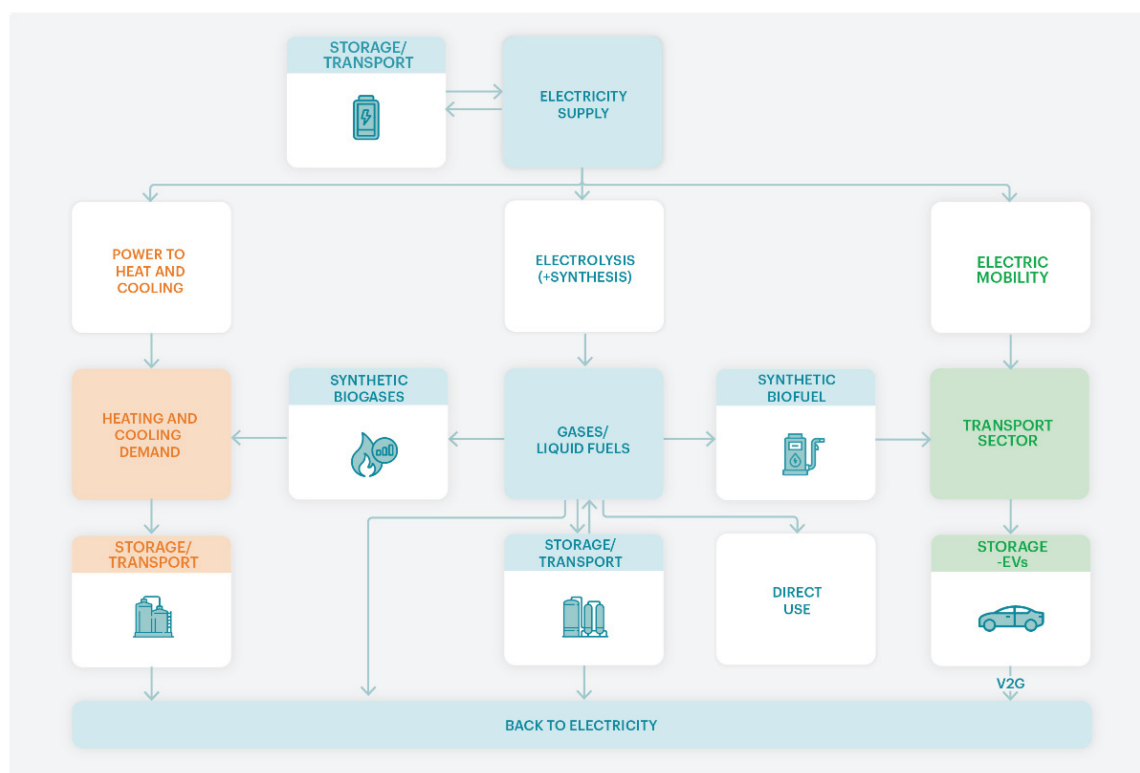 STORAGE/
TRANSPORT
ELECTRICITY
SUPPLY
POWER TO
HEAT AND
COOLING
ELECTROLYSIS
(+SYNTHESIS)
ELECTRIC
MOBILITY
HEATING AND
COOLING
DEMAND
SYNTHETIC
BIOGASES
GASES/
LIQUID FUELS
SYNTHETIC
BIOFUEL
TRANSPORT
SECTOR
STORAGE/
TRANSPORT
STORAGE/
TRANSPORT
DIRECT
USE
STORAGE
-EVs
V2G
BACK TO ELECTRICITY